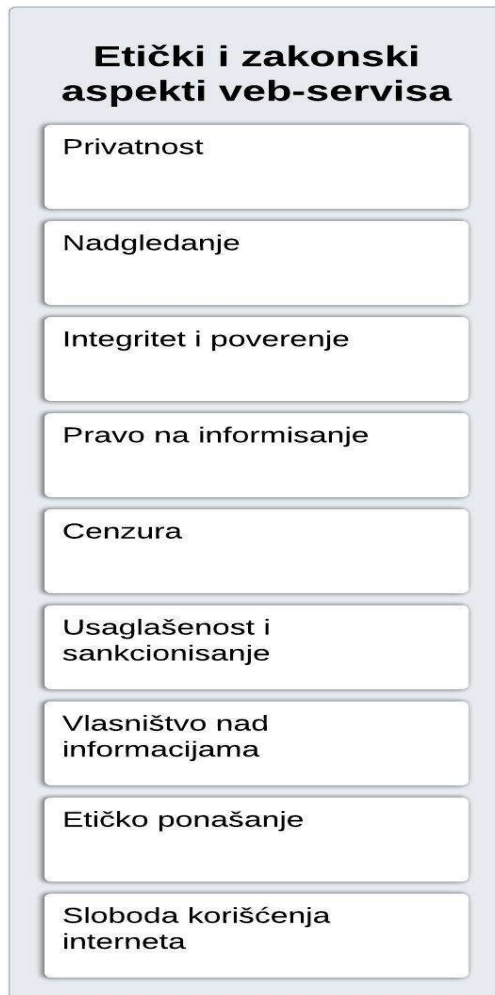 Etički i zakonski
aspekti veb-servisa
Privatnost
Nadgledanje
Integritet i poverenje
Pravo na informisanje
Cenzura
Usaglašenost i
sankcionisanje
Vlasništvo nad
informacijama
Etičko ponašanje
Sloboda korišćenja
interneta